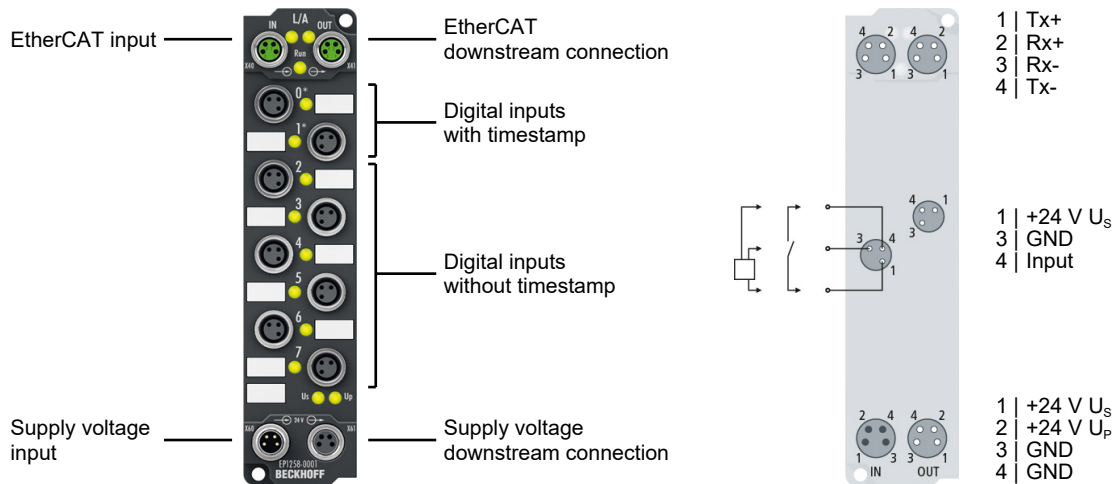 EtherCAT input
L/A
IN
OUT
Run
X40
X41
EtherCAT
downstream connection
0*
1*
2
3
4
5
6
7
Digital inputs
with timestamp
Digital inputs
without timestamp
Us
Up
24 V
X60
X61
EP1258-0001
BECKHOFF
Supply voltage
input
Supply voltage
downstream connection
4 2 4 2
3 1 3 1
1 | Tx+
2 | Rx+
3 | Rx-
4 | Tx-
4 1
3
3 4
1
1 | +24 V US
3 | GND
4 | Input
2 4 4 2
1 3 3 1
IN OUT
1 | +24 V US
2 | +24 V UP
3 | GND
4 | GND